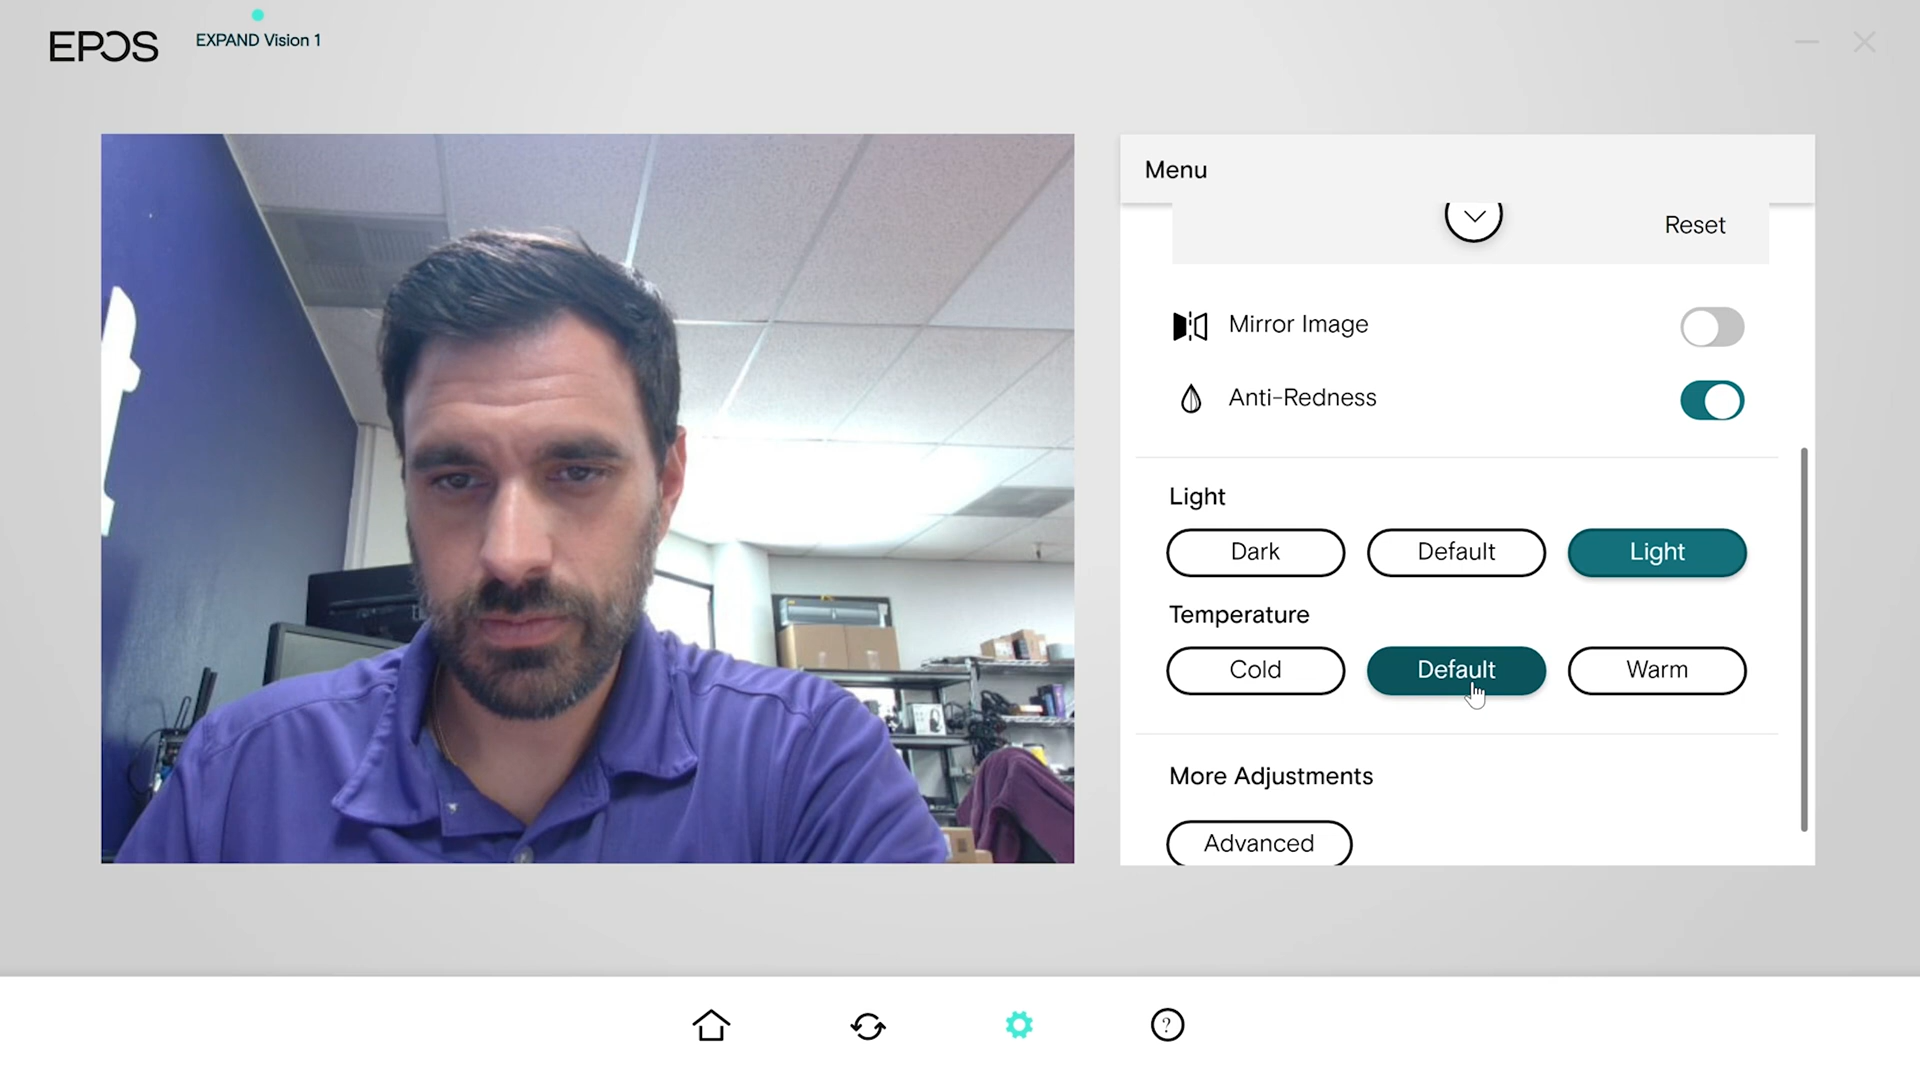 EPOS
EXPAND Vision 1
Menu
Reset
Mirror Image
Anti-Redness
Light
Dark
Default
Light
Temperature
Cold
Default
Warm
More Adjustments
Advanced
?